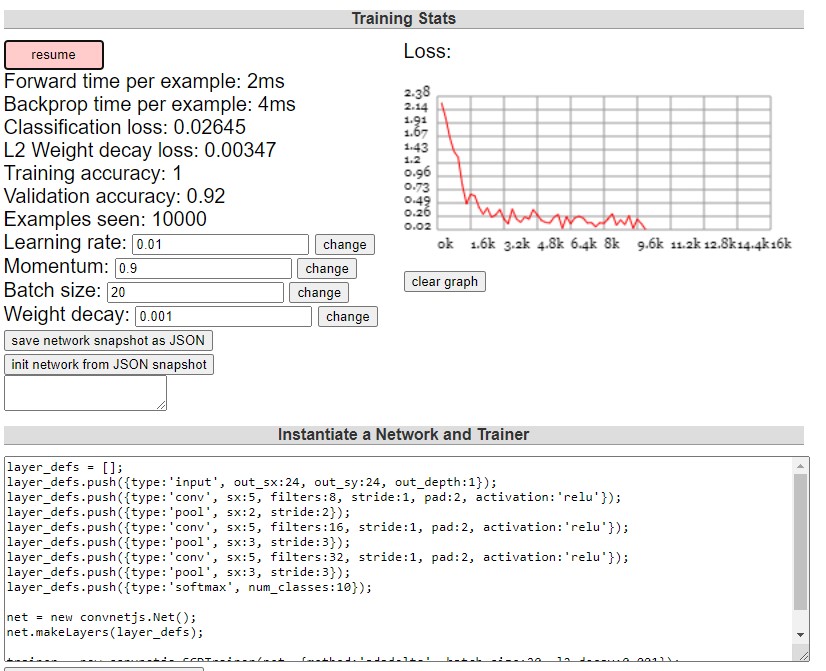 Training Stats
resume
Forward time per example: 2ms
Backprop time per example: 4ms
Classification loss: 0.02645
L2 Weight decay loss: 0.00347
Training accuracy: 1
Validation accuracy: 0.92
Examples seen: 10000
Learning rate: 0.01 change
Momentum: 0.9 change
Batch size: 20 change
Weight decay: 0.001 change
save network snapshot as JSON
init network from JSON snapshot
Loss:
2.38
2.14
1.91
1.67
1.43
1.2
0.96
0.73
0.49
0.26
0.02
0k 1.6k 3.2k 4.8k 6.4k 8k 9.6k 11.2k 12.8k 14.4k 16k
clear graph
Instantiate a Network and Trainer
layer_defs = [];
layer_defs.push({type:'input', out_sx:24, out_sy:24, out_depth:1});
layer_defs.push({type:'conv', sx:5, filters:8, stride:1, pad:2, activation:'relu'});
layer_defs.push({type:'pool', sx:2, stride:2});
layer_defs.push({type:'conv', sx:5, filters:16, stride:1, pad:2, activation:'relu'});
layer_defs.push({type:'pool', sx:3, stride:3});
layer_defs.push({type:'conv', sx:5, filters:32, stride:1, pad:2, activation:'relu'});
layer_defs.push({type:'pool', sx:3, stride:3});
layer_defs.push({type:'softmax', num_classes:10});
net = new convnetjs.Net();
net.makeLayers(layer_defs);